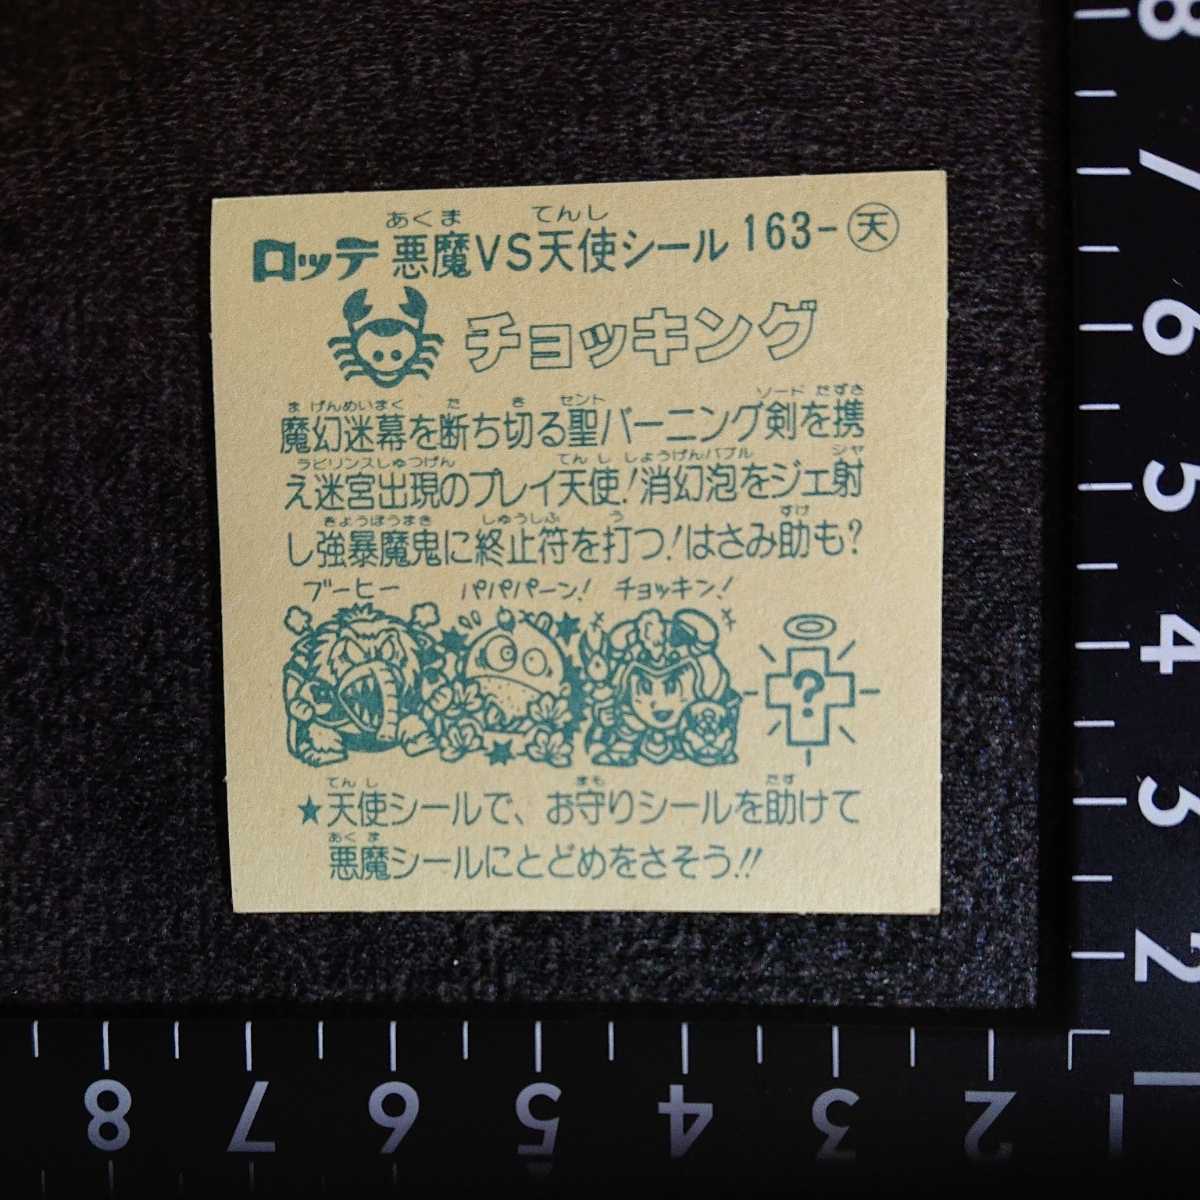 ロッテ 悪魔VS天使シール 163-天
あくま てんし
チョッキング
まげんめいまく た き セント ソード たずさ
魔幻迷幕を断ち切る聖バーニング剣を携
ラビリンスしゅつげん てんし しょうげんバブル シャ
え迷宮出現のプレイ天使!消幻泡をジェ射
きょうぼうまき しゅうしふ う すけ
し強暴魔鬼に終止符を打つ!はさみ助も?
ブーヒー パパパーン! チョッキン!
?
てんし まも たす
★天使シールで、お守りシールを助けて
あくま
悪魔シールにとどめをさそう!!
8
7
6
5
4
3
2
1
8 7 6 5 4 3 2 1